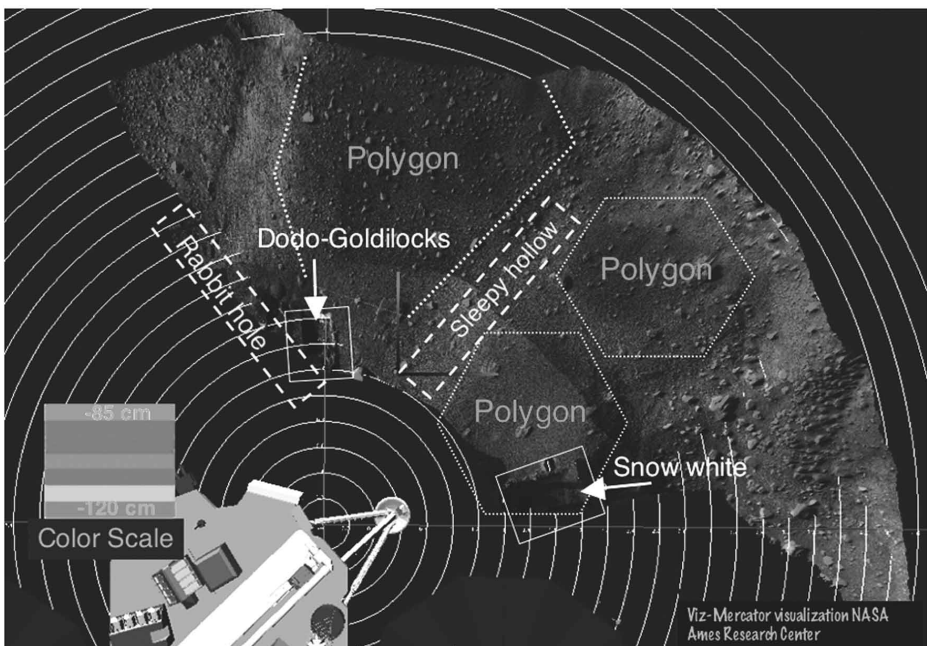 Polygon
Dodo-Goldilocks
Rabbit hole
Sleepy hollow
Polygon
Polygon
Snow white
-85 cm
-120 cm
Color Scale
Viz-Mercator visualization NASA
Ames Research Center